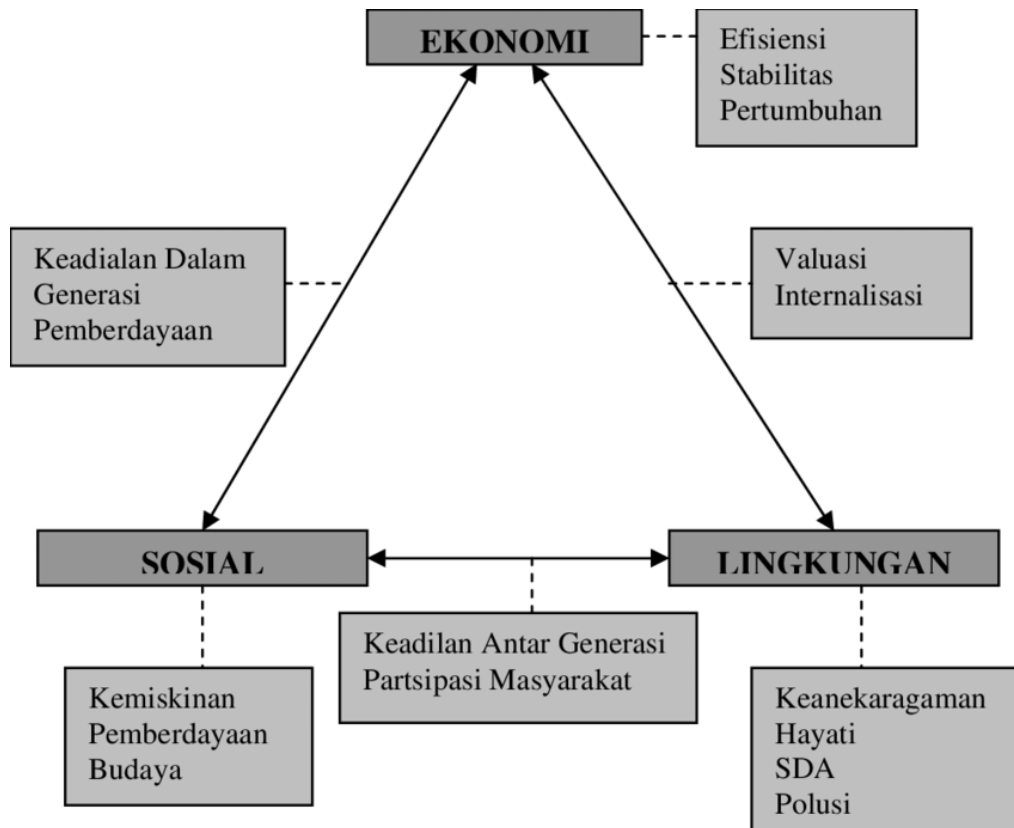 EKONOMI
Efisiensi
Stabilitas
Pertumbuhan
Keadialan Dalam
Generasi
Pemberdayaan
Valuasi
Internalisasi
SOSIAL
LINGKUNGAN
Keadilan Antar Generasi
Partsipasi Masyarakat
Kemiskinan
Pemberdayaan
Budaya
Keanekaragaman
Hayati
SDA
Polusi